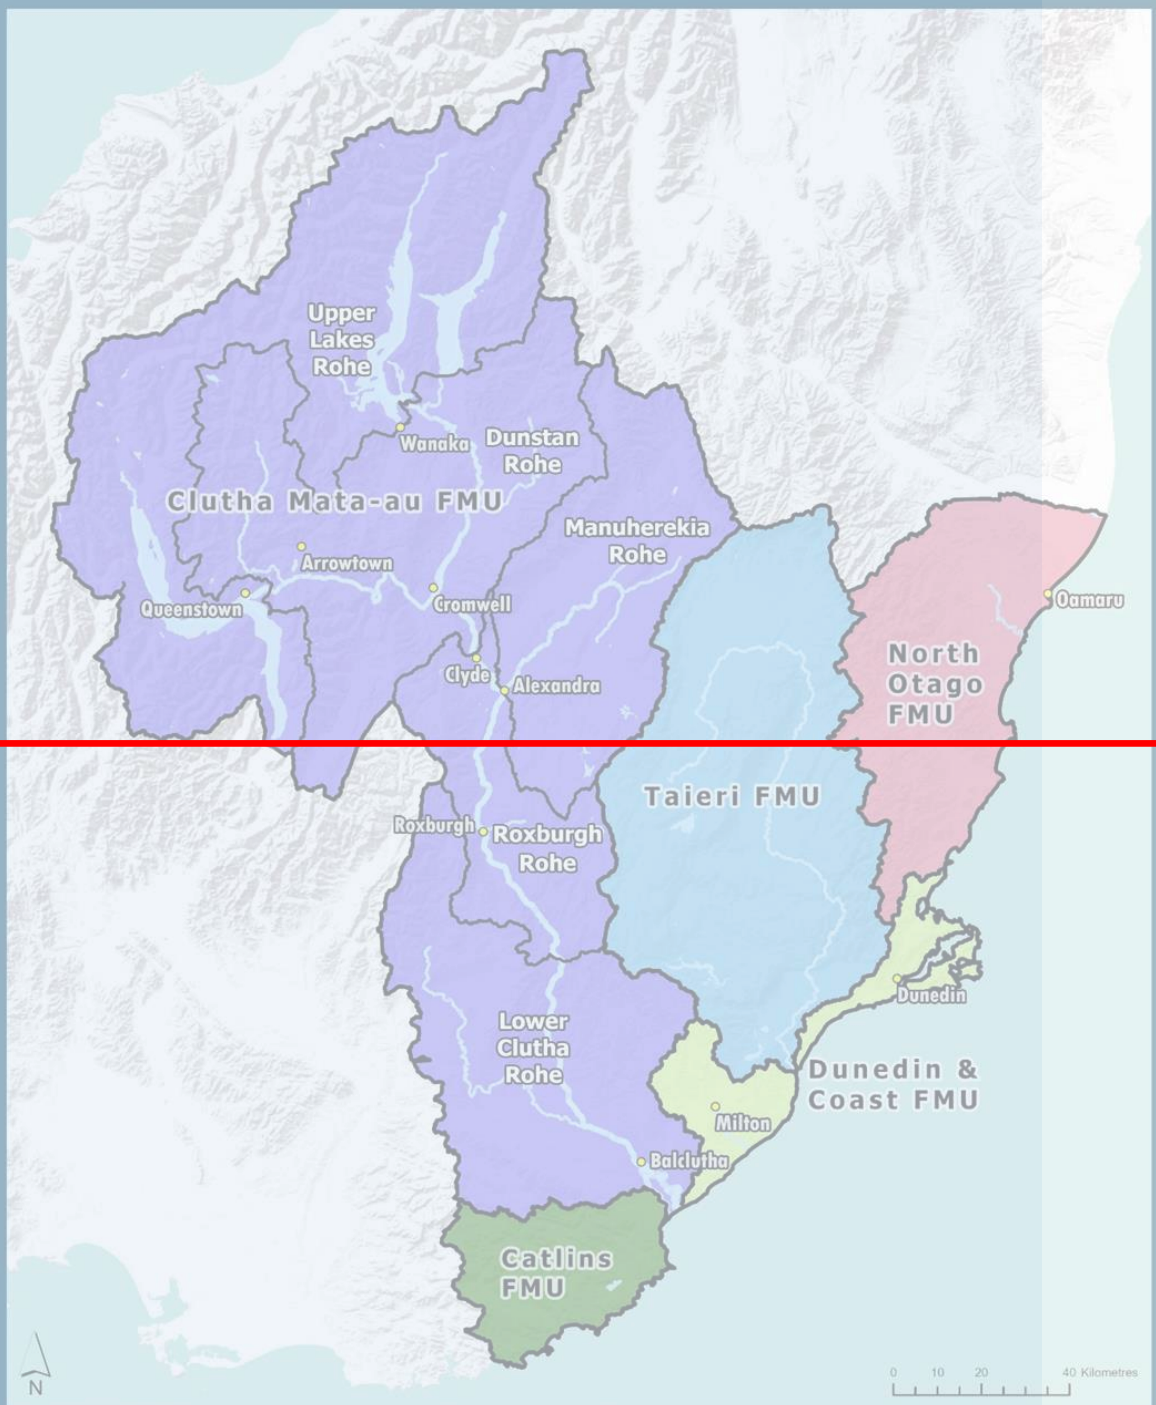 Upper
Lakes
Rohe
Wanaka
Dunstan
Rohe
Clutha Mata-au FMU
Manuherekia
Rohe
Arrowtown
Queenstown
Cromwell
Oamaru
Clyde
Alexandra
North
Otago
FMU
Taieri FMU
Roxburgh
Roxburgh
Rohe
Dunedin
Lower
Clutha
Rohe
Dunedin &
Coast FMU
Milton
Balclutha
Catlins
FMU
N
0 10 20 40 Kilometres